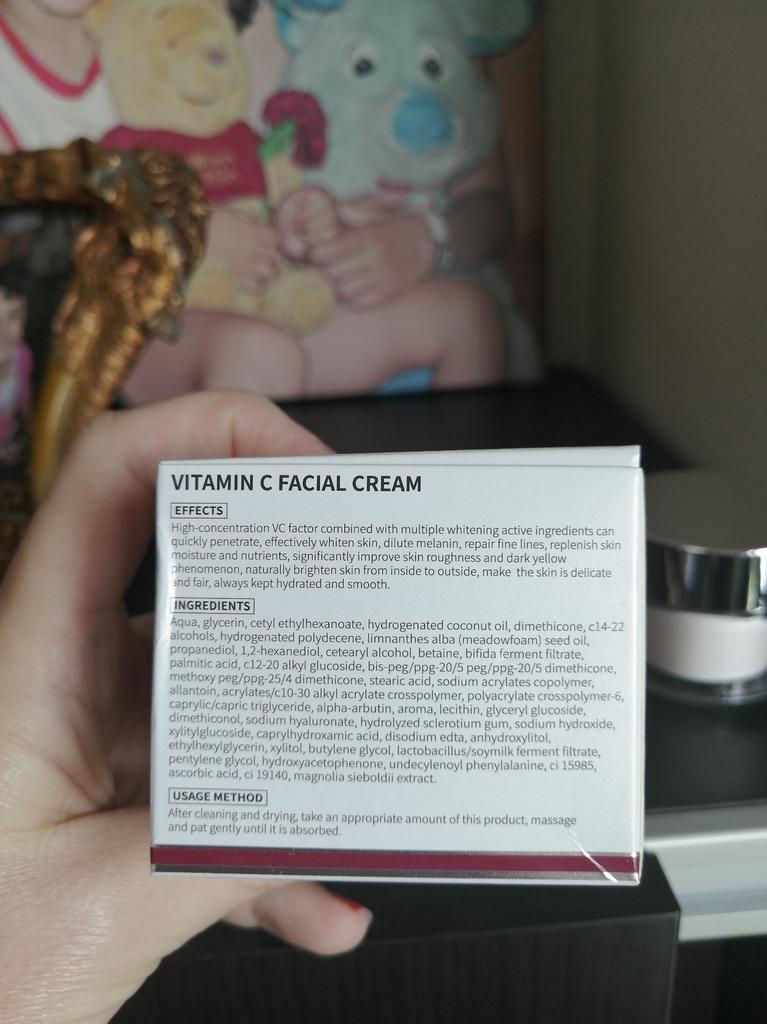 VITAMIN C FACIAL CREAM
EFFECTS
High-concentration VC factor combined with multiple whitening active ingredients can
quickly penetrate, effectively whiten skin, dilute melanin, repair fine lines, replenish skin
moisture and nutrients, significantly improve skin roughness and dark yellow
phenomenon, naturally brighten skin from inside to outside, make the skin is delicate
and fair, always kept hydrated and smooth.
INGREDIENTS
Aqua, glycerin, cetyl ethylhexanoate, hydrogenated coconut oil, dimethicone, c14-22
alcohols, hydrogenated polydecene, limnanthes alba (meadowfoam) seed oil,
propanediol, 1,2-hexanediol, cetearyl alcohol, betaine, bifida ferment filtrate,
palmitic acid, c12-20 alkyl glucoside, bis-peg/ppg-20/5 peg/ppg-20/5 dimethicone,
methoxy peg/ppg-25/4 dimethicone, stearic acid, sodium acrylates copolymer,
allantoin, acrylates/c10-30 alkyl acrylate crosspolymer, polyacrylate crosspolymer-6,
caprylic/capric triglyceride, alpha-arbutin, aroma, lecithin, glyceryl glucoside,
dimethiconol, sodium hyaluronate, hydrolyzed sclerotium gum, sodium hydroxide,
xylitylglucoside, caprylhydroxamic acid, disodium edta, anhydroxylitol,
ethylhexylglycerin, xylitol, butylene glycol, lactobacillus/soymilk ferment filtrate,
pentylene glycol, hydroxyacetophenone, undecylenoyl phenylalanine, ci 15985,
ascorbic acid, ci 19140, magnolia sieboldii extract.
USAGE METHOD
After cleaning and drying, take an appropriate amount of this product, massage
and pat gently until it is absorbed.